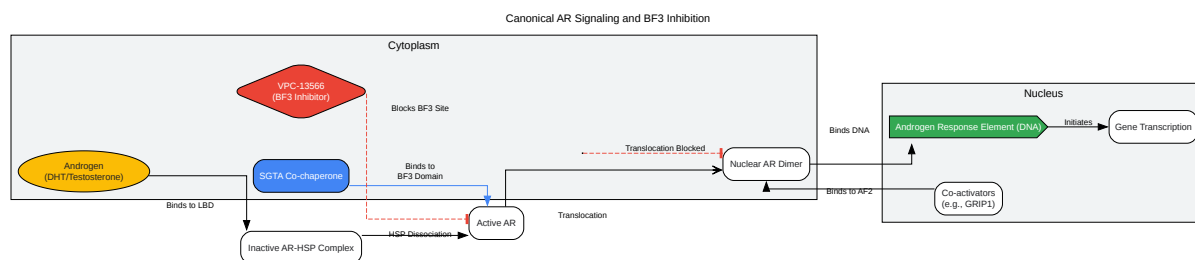 Canonical AR Signaling and BF3 Inhibition
Cytoplasm
VPC-13566
(BF3 Inhibitor)
Blocks BF3 Site
Androgen
(DHT/Testosterone)
SGTA Co-chaperone
Binds to
BF3 Domain
Translocation Blocked
Nuclear AR Dimer
Binds to LBD
Inactive AR-HSP Complex
HSP Dissociation
Active AR
Translocation
Binds DNA
Binds to AF2
Nucleus
Androgen Response Element (DNA)
Initiates
Gene Transcription
Co-activators
(e.g., GRIP1)